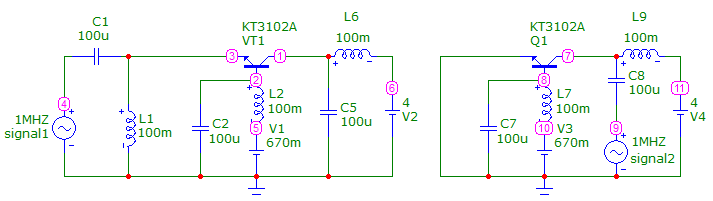 C1
100u
KT3102A
VT1
L6
100m
KT3102A
Q1
L9
100m
3
1
7
2
8
4
1MHZ
signal1
L1
100m
L2
100m
C2
100u
5
V1
670m
C5
100u
6
4
V2
L7
100m
C7
100u
10
V3
670m
C8
100u
9
1MHZ
signal2
11
4
V4